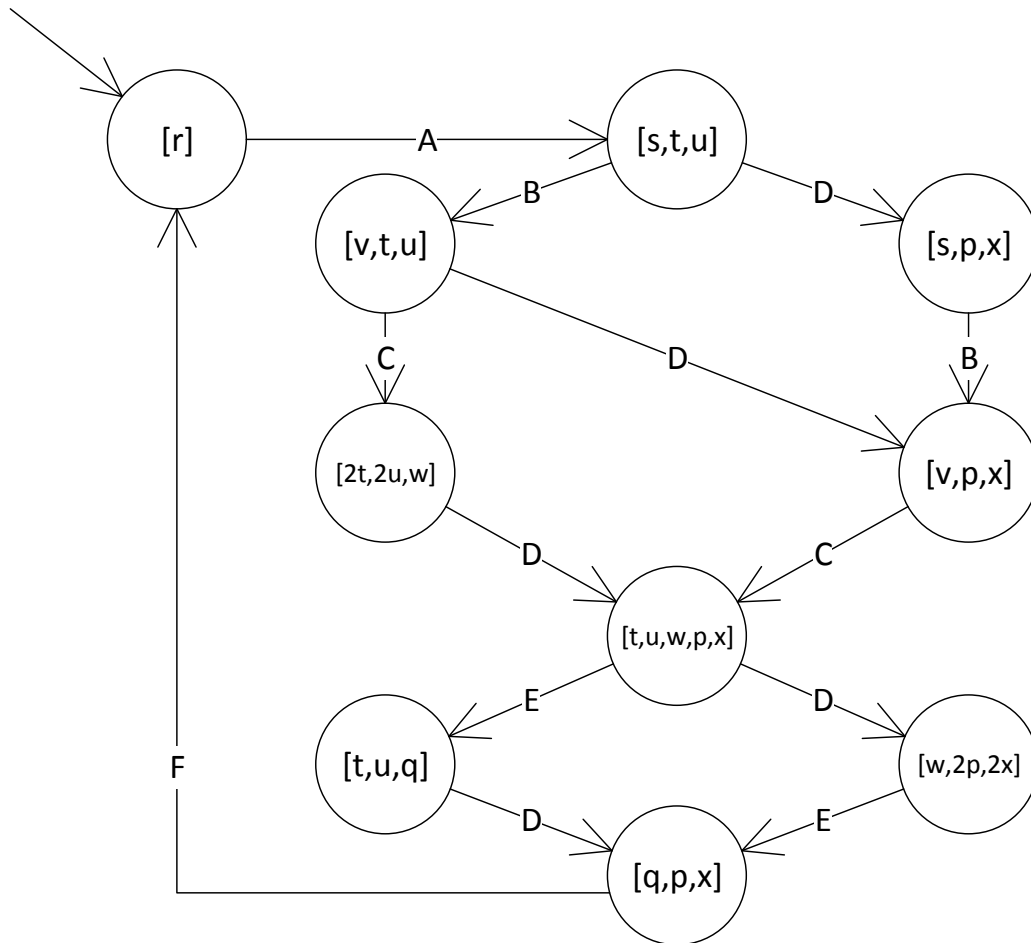 [r]
A
[s,t,u]
B
D
[v,t,u]
[s,p,x]
C
D
B
[2t,2u,w]
[v,p,x]
D
C
[t,u,w,p,x]
E
D
[t,u,q]
[w,2p,2x]
F
D
E
[q,p,x]